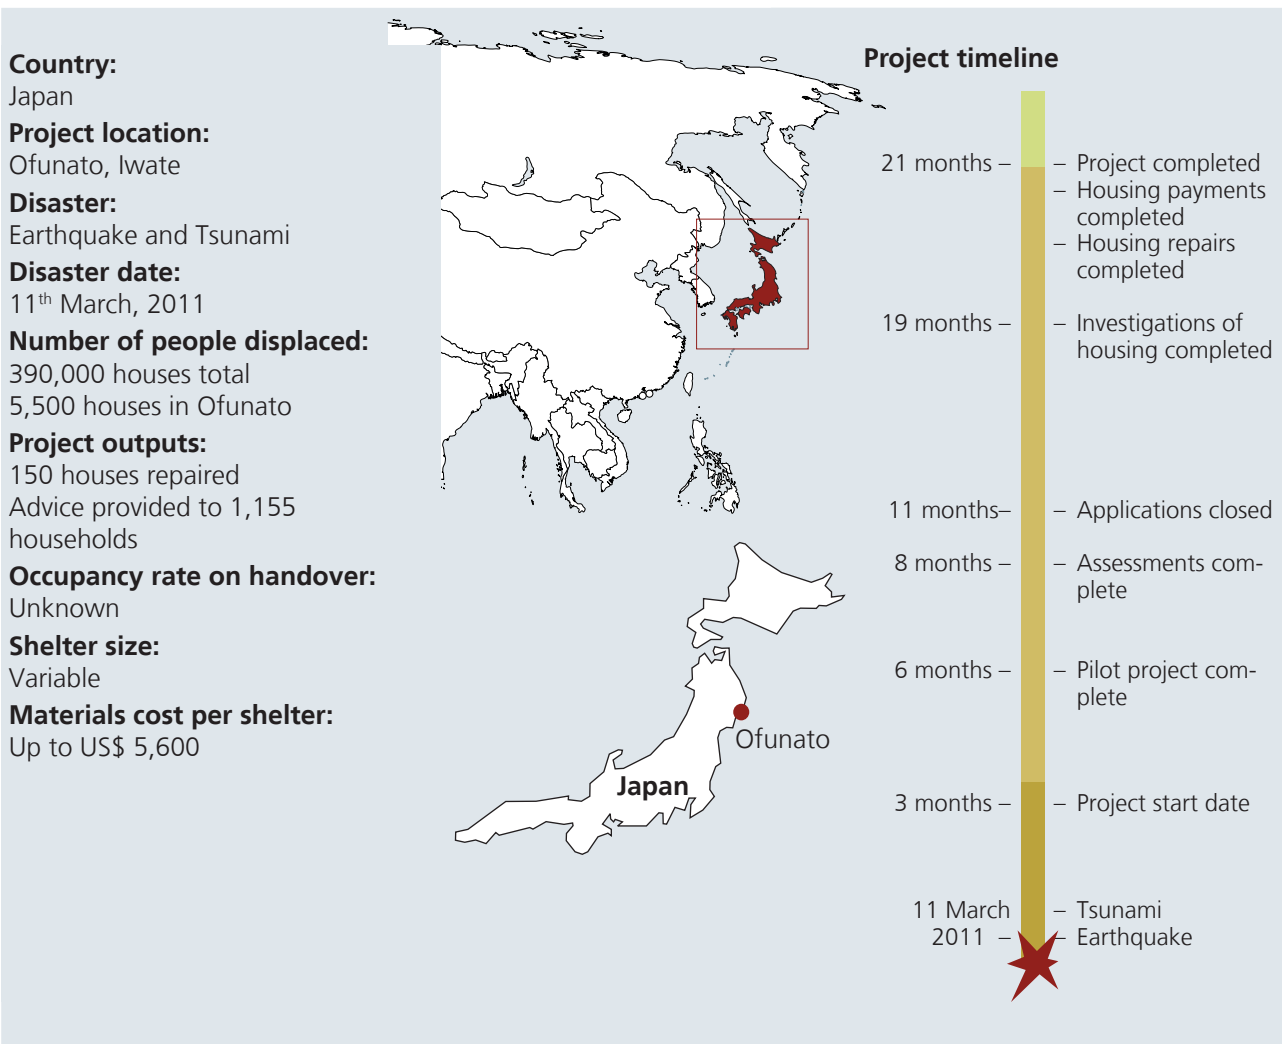 Country:
Japan
Project location:
Ofunato, Iwate
Disaster:
Earthquake and Tsunami
Disaster date:
11th March, 2011
Number of people displaced:
390,000 houses total
5,500 houses in Ofunato
Project outputs:
150 houses repaired
Advice provided to 1,155
households
Occupancy rate on handover:
Unknown
Shelter size:
Variable
Materials cost per shelter:
Up to US$ 5,600
Ofunato
Japan
Project timeline
21 months – – Project completed
– Housing payments
completed
– Housing repairs
completed
19 months – – Investigations of
housing completed
11 months– – Applications closed
8 months – – Assessments com-
plete
6 months – – Pilot project com-
plete
3 months – – Project start date
11 March – Tsunami
2011 – – Earthquake